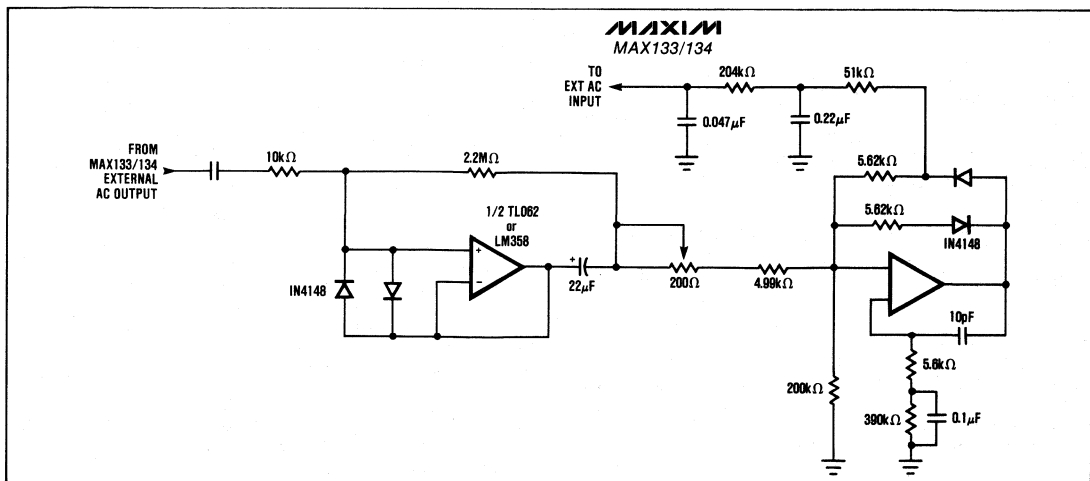 MAXIM
MAX133/134
TO
EXT AC
INPUT
204kΩ
51kΩ
0.047μF
0.22μF
FROM
MAX133/134
EXTERNAL
AC OUTPUT
10kΩ
2.2MΩ
5.62kΩ
1/2 TL062
or
LM358
5.62kΩ
IN4148
+
-
IN4148
+
22μF
200Ω
4.99kΩ
10pF
5.6kΩ
200kΩ
390kΩ
0.1μF